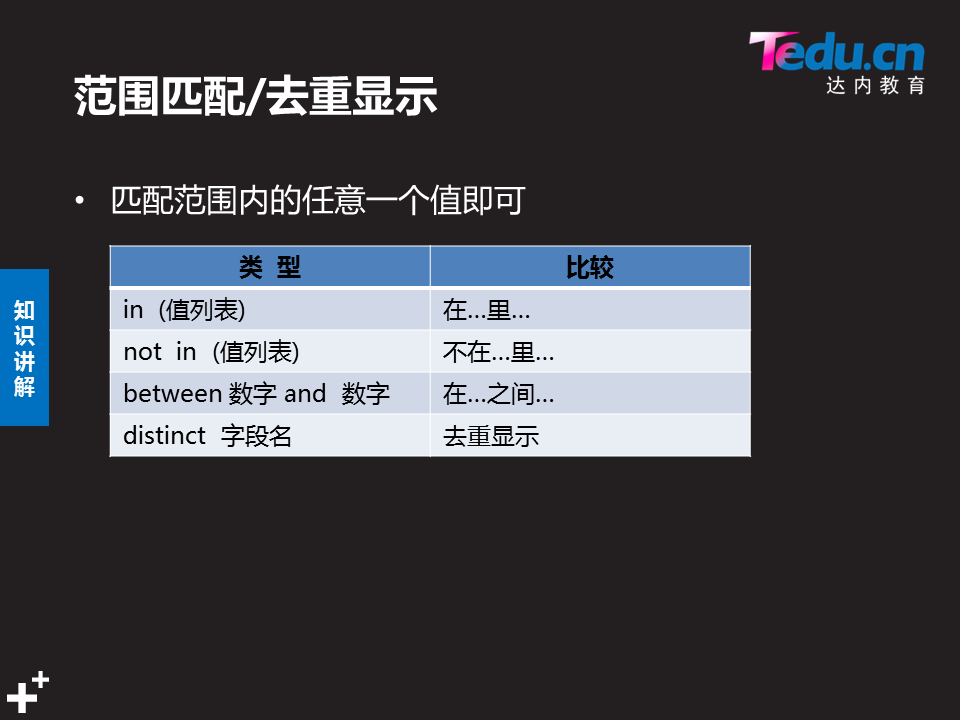 Tedu.cn
达内教育
范围匹配/去重显示
• 匹配范围内的任意一个值即可
类 型 比较
in (值列表) 在…里…
not in (值列表) 不在…里…
between 数字 and 数字 在…之间…
distinct 字段名 去重显示
知识讲解